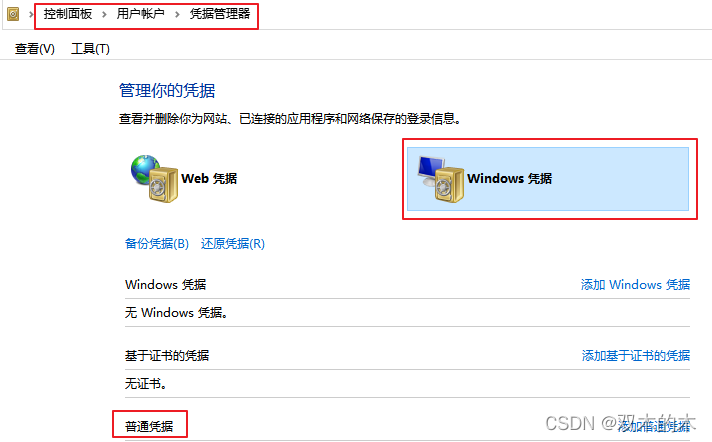 控制面板 > 用户帐户 > 凭据管理器
查看(V) 工具(T)
管理你的凭据
查看并删除你为网站、已连接的应用程序和网络保存的登录信息。
Web 凭据
Windows 凭据
备份凭据(B) 还原凭据(R)
Windows 凭据 添加 Windows 凭据
无 Windows 凭据。
基于证书的凭据 添加基于证书的凭据
无证书。
普通凭据 添加普通凭据
CSDN @双木的木